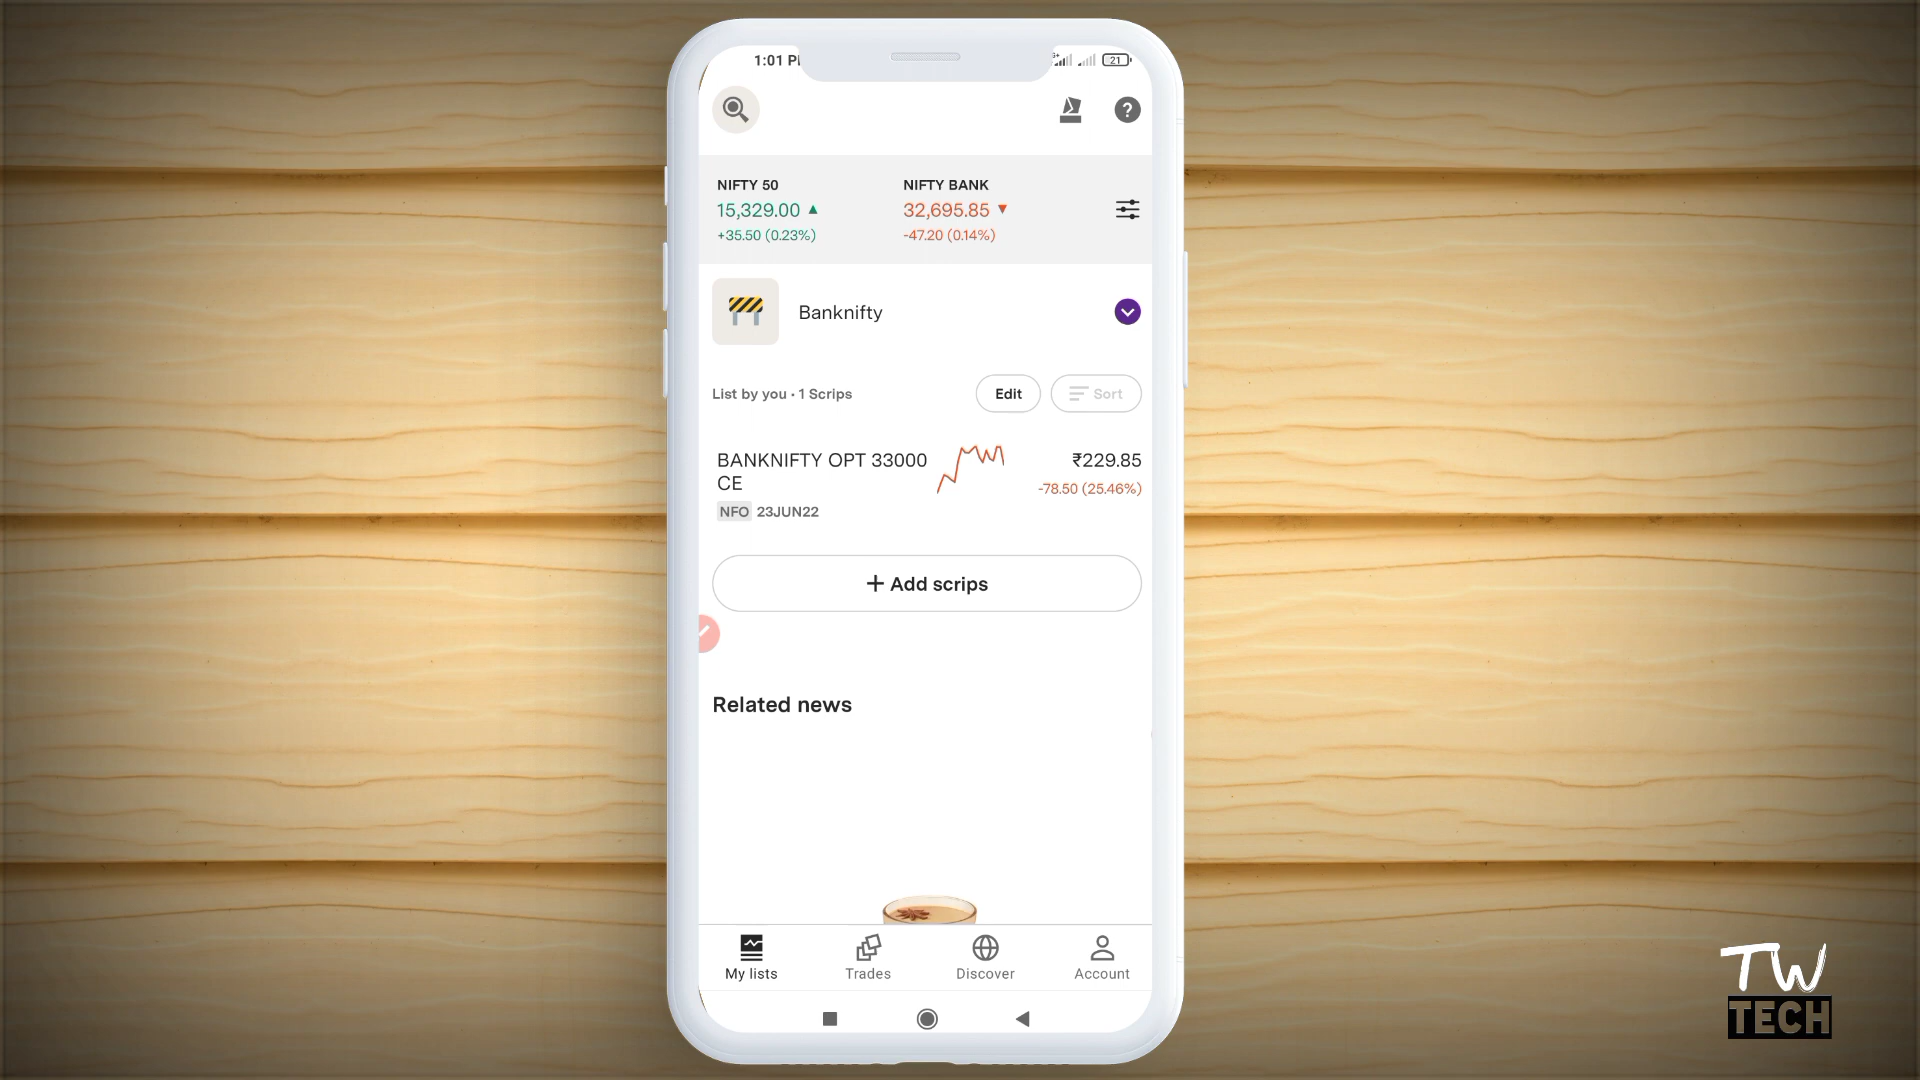 1:01 P
21
?
NIFTY 50
15,329.00 ▲
+35.50 (0.23%)
NIFTY BANK
32,695.85 ▼
-47.20 (0.14%)
Banknifty
List by you • 1 Scrips
Edit
Sort
BANKNIFTY OPT 33000
CE
NFO 23JUN22
₹229.85
-78.50 (25.46%)
+ Add scrips
Related news
My lists
Trades
Discover
Account
TW
TECH